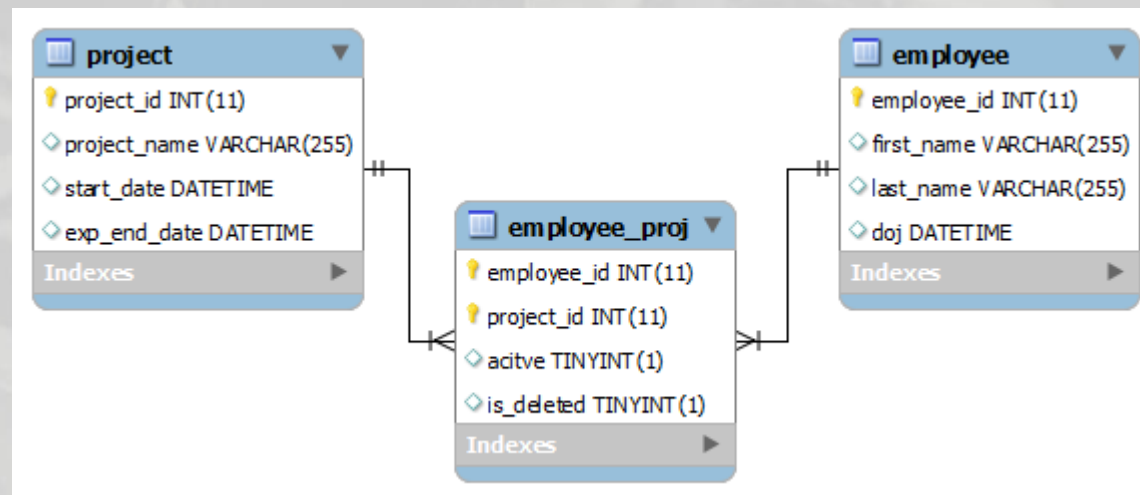 project
project_id INT(11)
project_name VARCHAR(255)
start_date DATETIME
exp_end_date DATETIME
Indexes
employee
employee_id INT(11)
first_name VARCHAR(255)
last_name VARCHAR(255)
doj DATETIME
Indexes
employee_proj
employee_id INT(11)
project_id INT(11)
acitve TINYINT(1)
is_deleted TINYINT(1)
Indexes